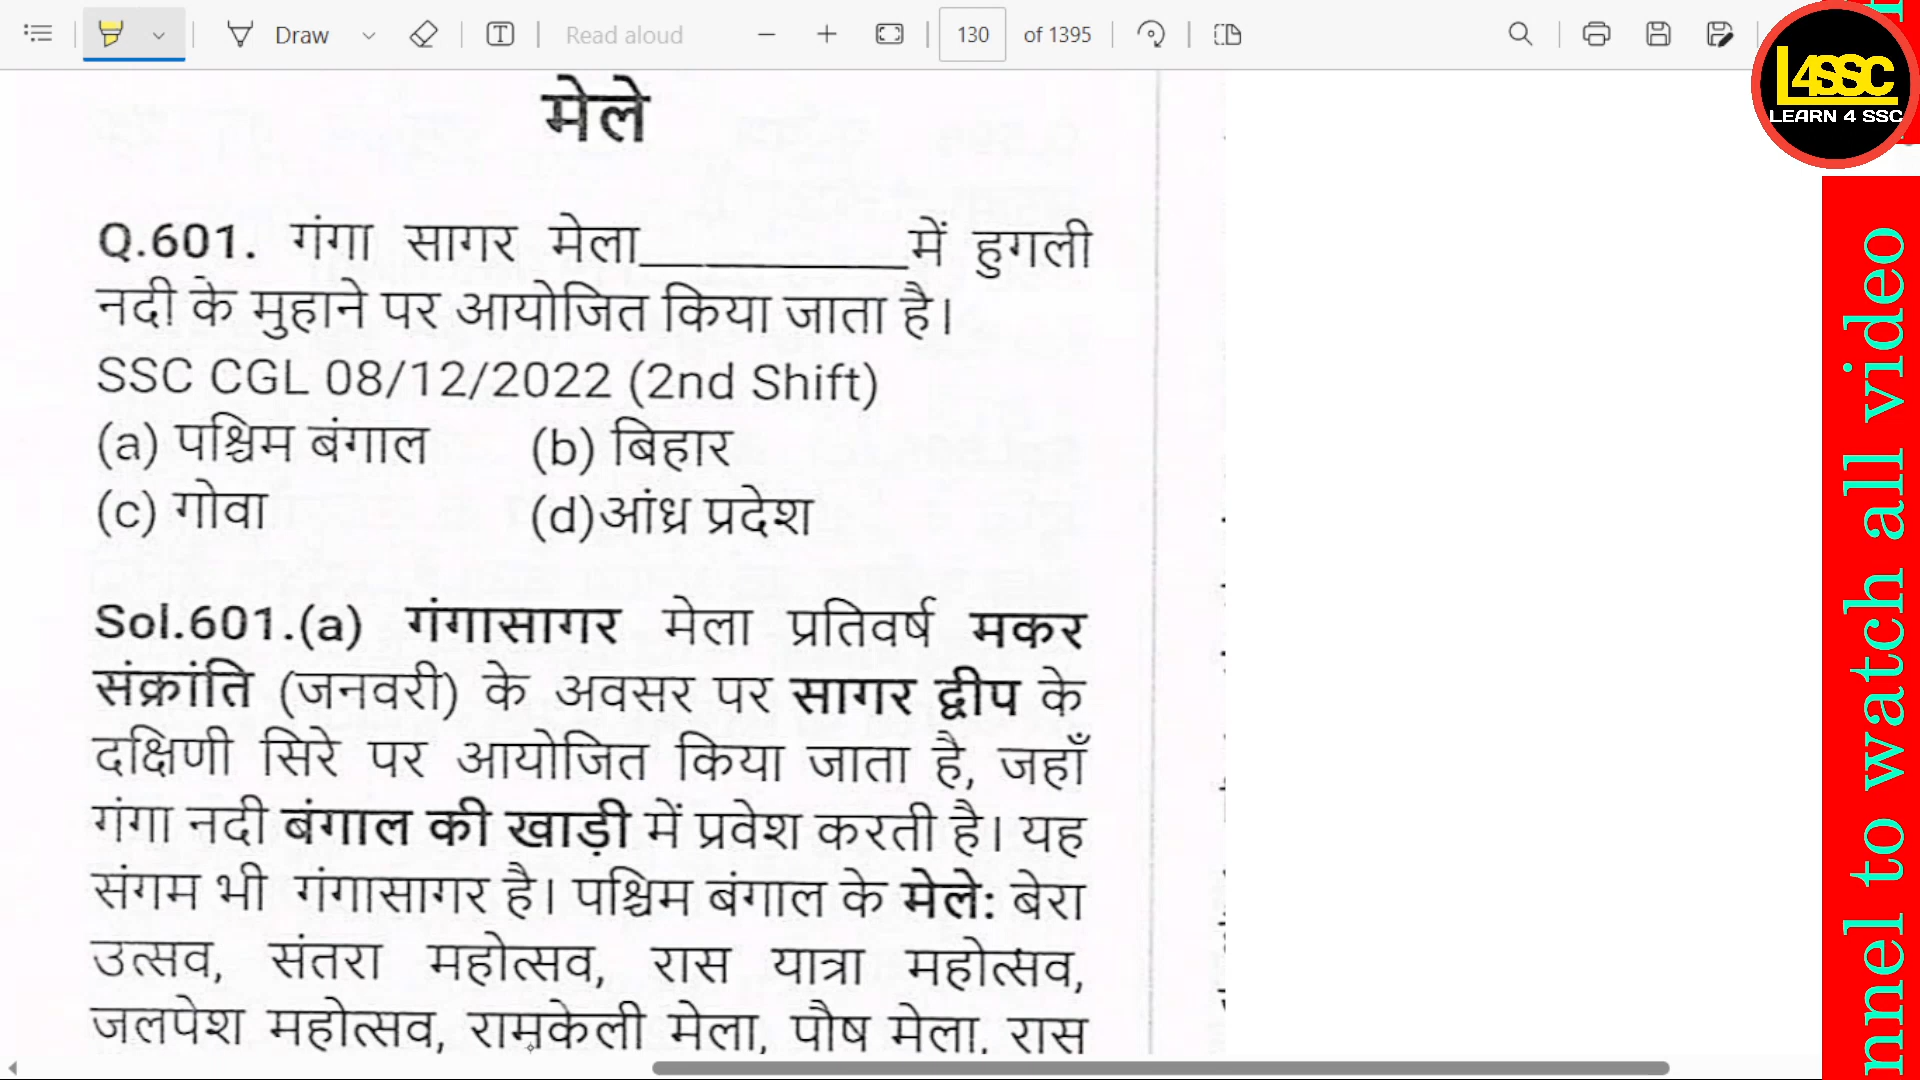 Draw
Read aloud
130 of 1395
L4SSC
LEARN 4 SSC
मेले
Q.601. गंगा सागर मेला__________में हुगली
नदी के मुहाने पर आयोजित किया जाता है।
SSC CGL 08/12/2022 (2nd Shift)
(a) पश्चिम बंगाल (b) बिहार
(c) गोवा (d)आंध्र प्रदेश
Sol.601.(a) गंगासागर मेला प्रतिवर्ष मकर
संक्रांति (जनवरी) के अवसर पर सागर द्वीप के
दक्षिणी सिरे पर आयोजित किया जाता है, जहाँ
गंगा नदी बंगाल की खाड़ी में प्रवेश करती है। यह
संगम भी गंगासागर है। पश्चिम बंगाल के मेले: बेरा
उत्सव, संतरा महोत्सव, रास यात्रा महोत्सव,
जलपेश महोत्सव, रामकेली मेला, पौष मेला, रास
nnel to watch all video